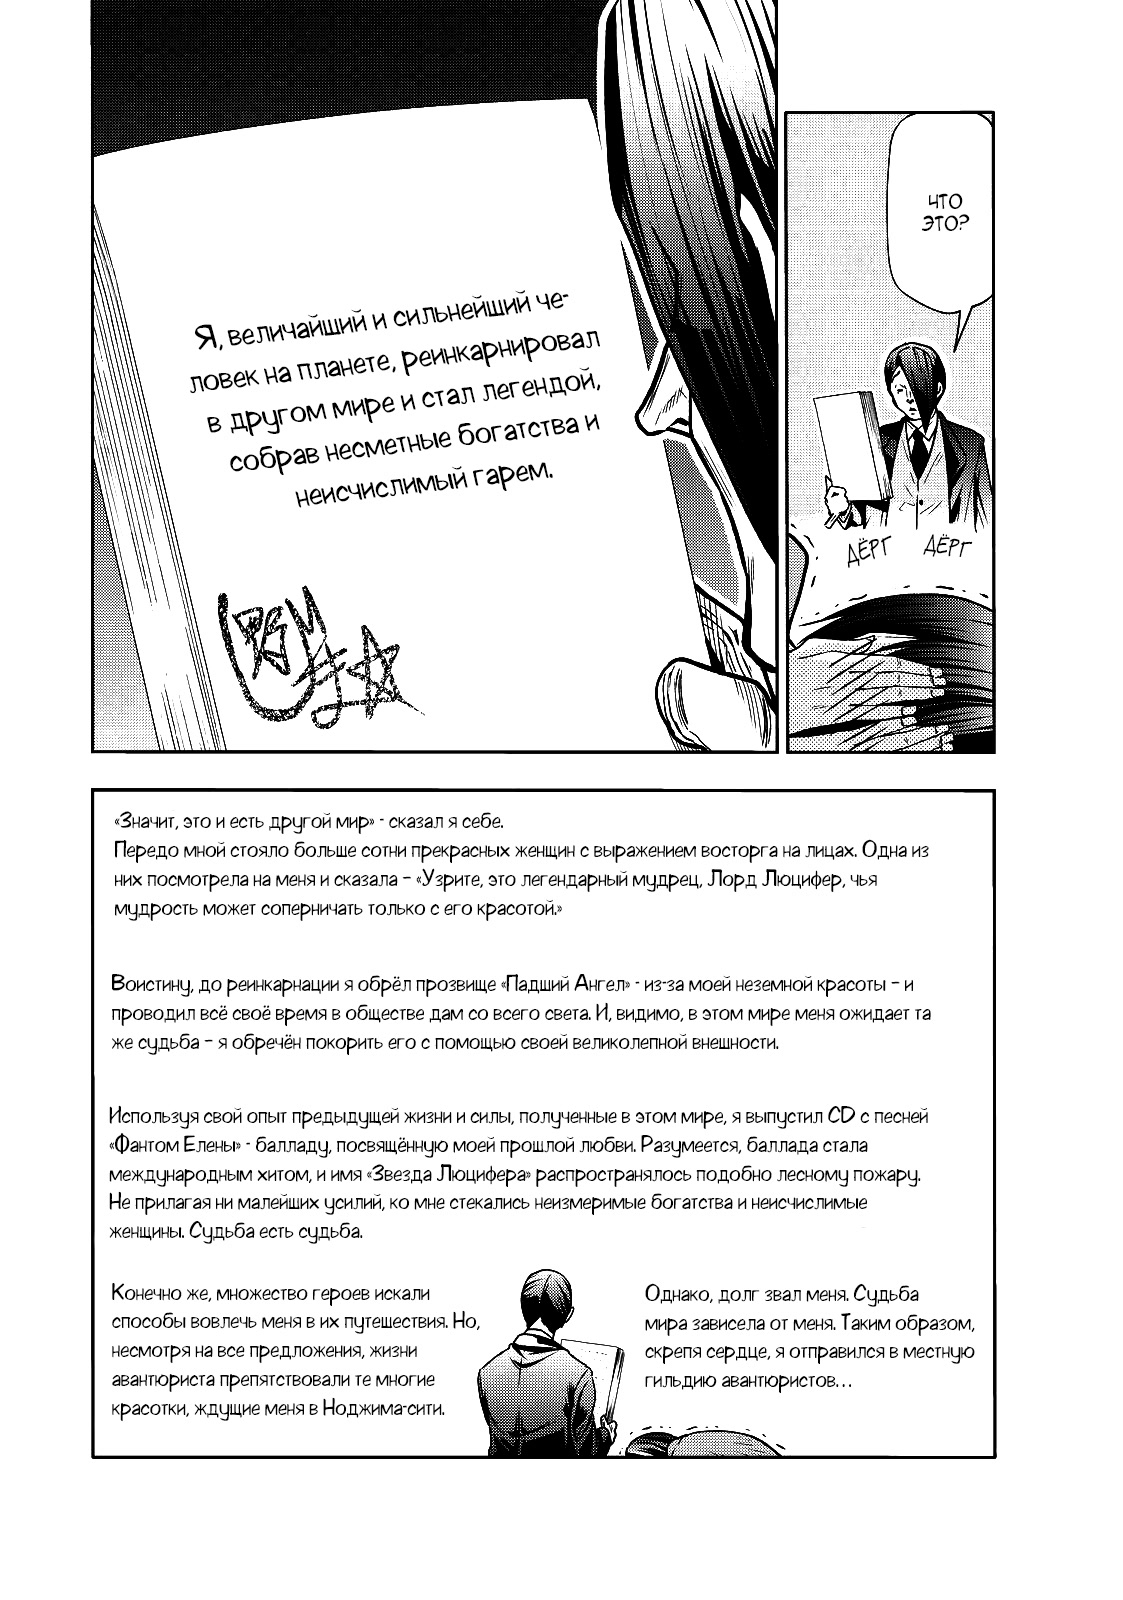 ЧТО
ЭТО?
ДЁРГ ДЁРГ
Я, величайший и сильнейший че-
ловек на планете, реинкарнировал
в другом мире и стал легендой,
собрав несметные богатства и
неисчислимый гарем.
«Значит, это и есть другой мир» - сказал я себе.
Передо мной стояло больше сотни прекрасных женщин с выражением восторга на лицах. Одна из
них посмотрела на меня и сказала – «Узрите, это легендарный мудрец, Лорд Люцифер, чья
мудрость может соперничать только с его красотой.»
Воистину, до реинкарнации я обрёл прозвище «Падший Ангел» - из-за моей неземной красоты – и
проводил всё своё время в обществе дам со всего света. И, видимо, в этом мире меня ожидает та
же судьба – я обречён покорить его с помощью своей великолепной внешности.
Используя свой опыт предыдущей жизни и силы, полученные в этом мире, я выпустил CD с песней
«Фантом Елены» - балладу, посвящённую моей прошлой любви. Разумеется, баллада стала
международным хитом, и имя «Звезда Люцифера» распространялось подобно лесному пожару.
Не прилагая ни малейших усилий, ко мне стекались неизмеримые богатства и неисчислимые
женщины. Судьба есть судьба.
Конечно же, множество героев искали
способы вовлечь меня в их путешествия. Но,
несмотря на все предложения, жизни
авантюриста препятствовали те многие
красотки, ждущие меня в Ноджима-сити.
Однако, долг звал меня. Судьба
мира зависела от меня. Таким образом,
скрепя сердце, я отправился в местную
гильдию авантюристов...